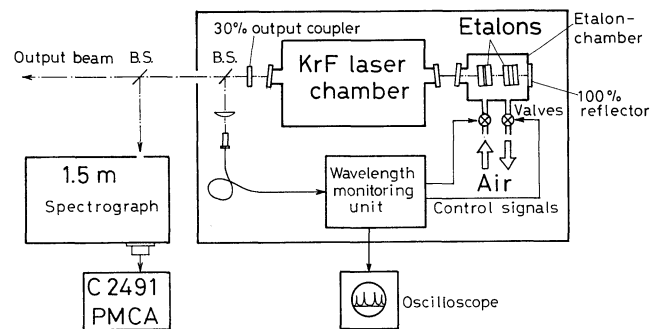 30% output coupler
Etalons
Etalon-
chamber
Output beam
B.S.
B.S.
KrF laser
chamber
100%
reflector
Valves
1.5 m
Spectrograph
Wavelength
monitoring
unit
Air
Control signals
C 2491
PMCA
Oscilloscope